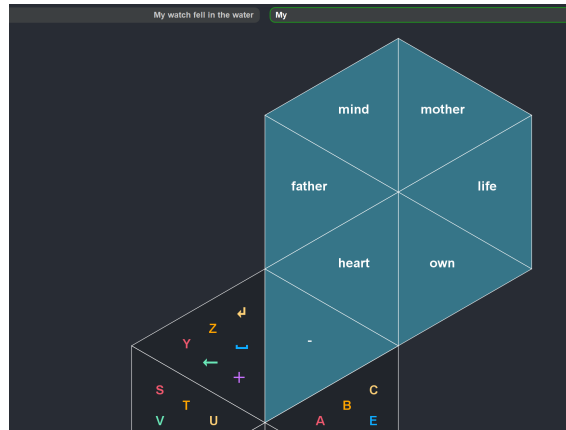 My watch fell in the water
My
mind mother
father life
heart own
-
Z
Y
S
T
V U
C
B
A E